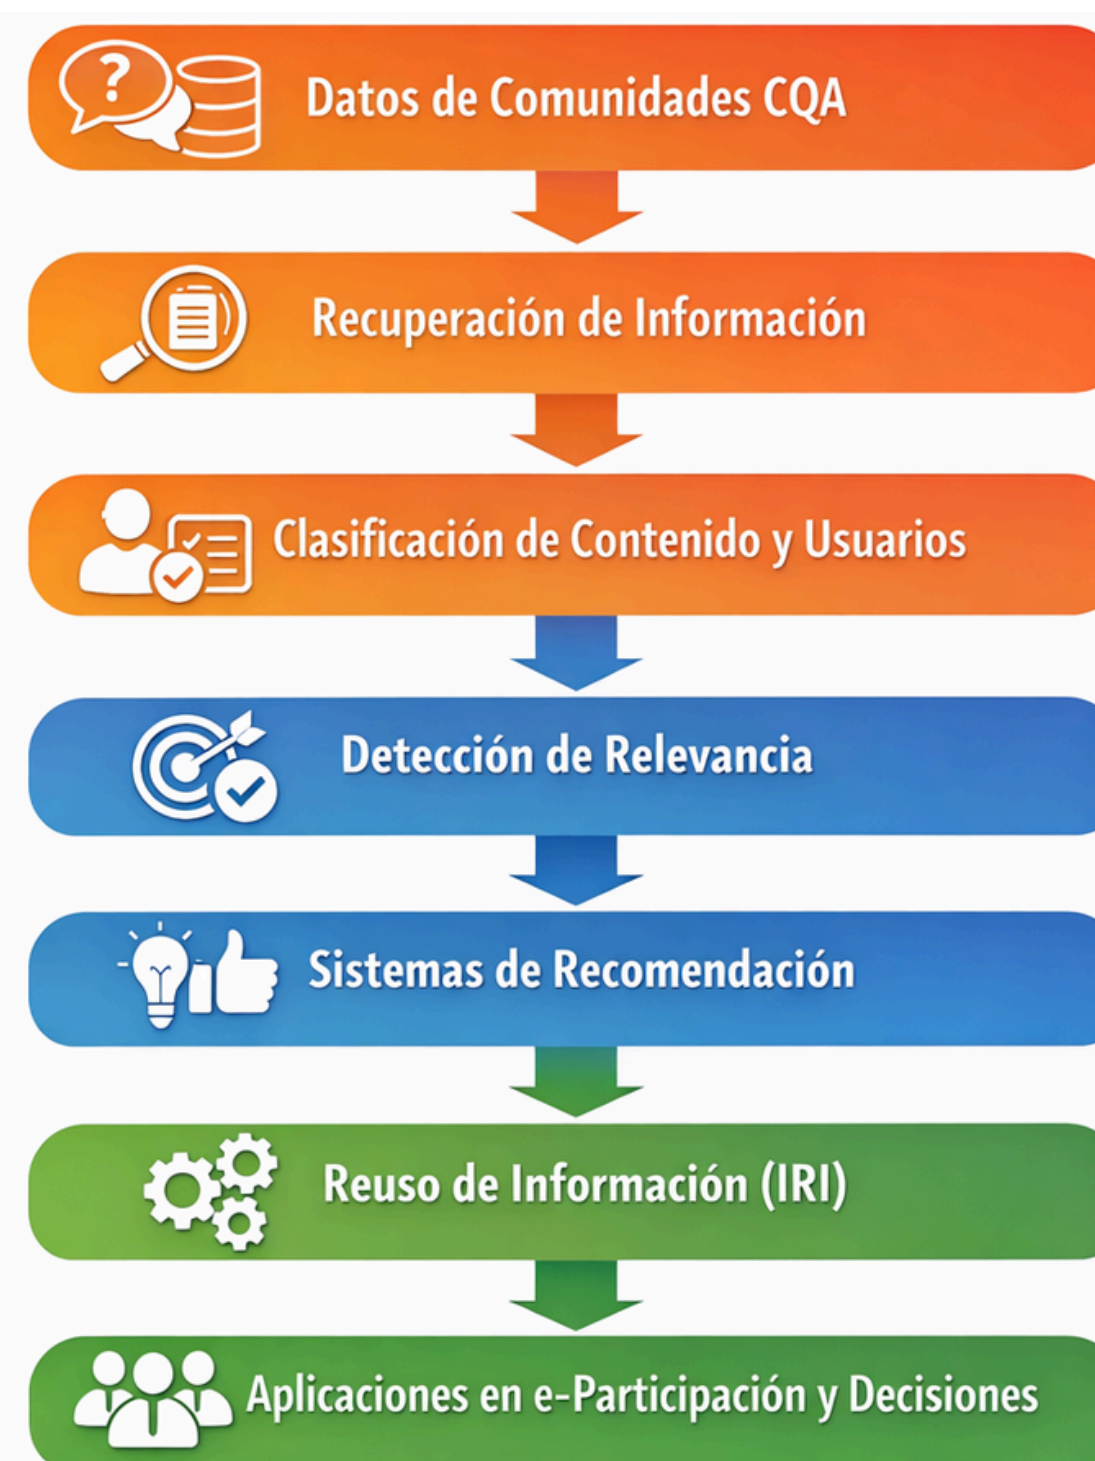 ?
Datos de Comunidades CQA
Recuperación de Información
Clasificación de Contenido y Usuarios
Detección de Relevancia
Sistemas de Recomendación
Reuso de Información (IRI)
Aplicaciones en e-Participación y Decisiones